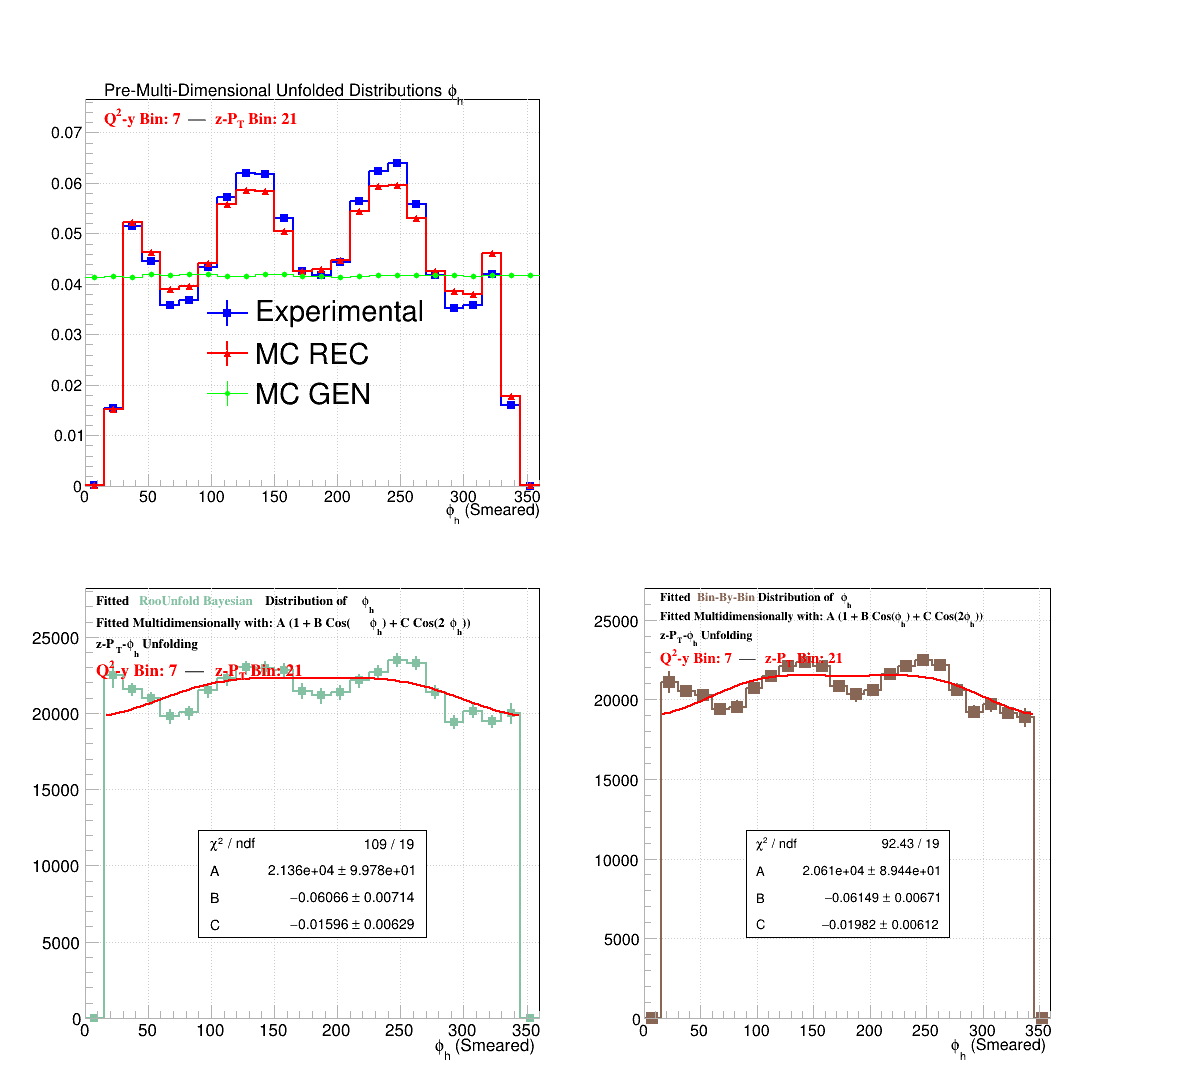 Pre-Multi-Dimensional Unfolded Distributions ϕh
Q2-y Bin: 7 — z-PT Bin: 21
0.07
0.06
0.05
0.04
0.03
0.02
0.01
0
Experimental
MC REC
MC GEN
0 50 100 150 200 250 300 350
ϕh (Smeared)
Fitted RooUnfold Bayesian Distribution of ϕh
Fitted Multidimensionally with: A (1 + B Cos( ϕh) + C Cos(2 ϕh))
z-PT-ϕh Unfolding
Q2-y Bin: 7 — z-PT Bin: 21
25000
20000
15000
10000
5000
0
χ2 / ndf 109 / 19
A 2.136e+04 ± 9.978e+01
B −0.06066 ± 0.00714
C −0.01596 ± 0.00629
0 50 100 150 200 250 300 350
ϕh (Smeared)
Fitted Bin-By-Bin Distribution of ϕh
Fitted Multidimensionally with: A (1 + B Cos(ϕh) + C Cos(2ϕh))
z-PT-ϕh Unfolding
Q2-y Bin: 7 — z-PT Bin: 21
25000
20000
15000
10000
5000
0
χ2 / ndf 92.43 / 19
A 2.061e+04 ± 8.944e+01
B −0.06149 ± 0.00671
C −0.01982 ± 0.00612
0 50 100 150 200 250 300 350
ϕh (Smeared)